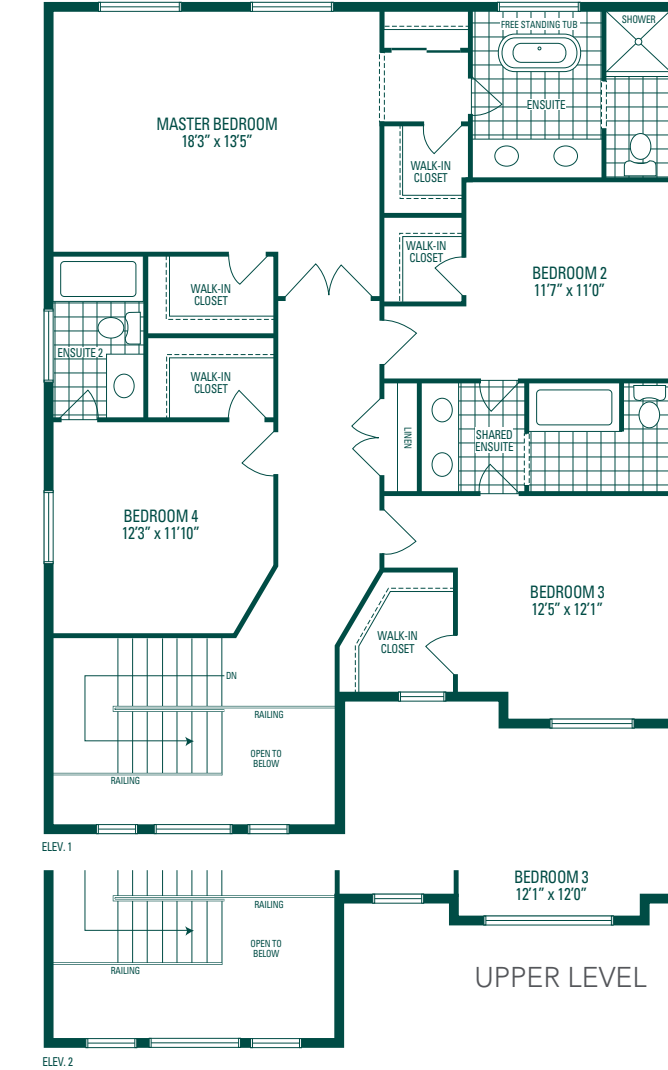 FREE STANDING TUB
SHOWER
ENSUITE
MASTER BEDROOM
18'3" x 13'5"
WALK-IN
CLOSET
WALK-IN
CLOSET
BEDROOM 2
11'7" x 11'0"
WALK-IN
CLOSET
ENSUITE 2
WALK-IN
CLOSET
LINEN
SHARED
ENSUITE
BEDROOM 4
12'3" x 11'10"
BEDROOM 3
12'5" x 12'1"
WALK-IN
CLOSET
DN
RAILING
OPEN TO
BELOW
RAILING
ELEV. 1
BEDROOM 3
12'1" x 12'0"
RAILING
OPEN TO
BELOW
RAILING
UPPER LEVEL
ELEV. 2